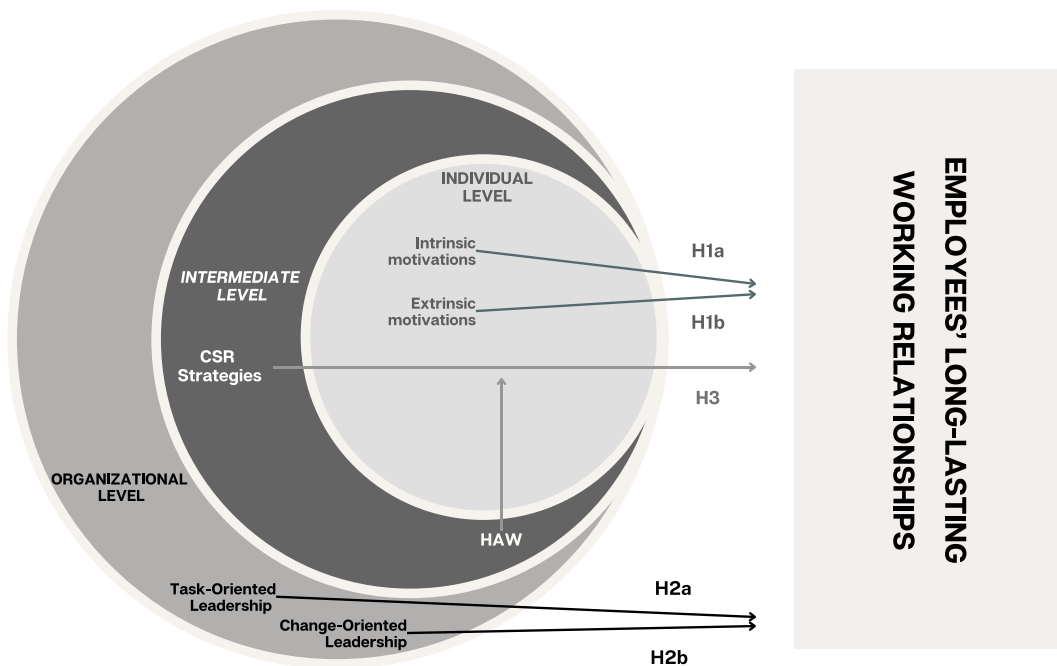 INDIVIDUAL
LEVEL
Intrinsic
motivations
H1a
Extrinsic
motivations
H1b
INTERMEDIATE
LEVEL
CSR
Strategies
H3
ORGANIZATIONAL
LEVEL
HAW
Task-Oriented
Leadership
H2a
Change-Oriented
Leadership
H2b
EMPLOYEES’ LONG-LASTING
WORKING RELATIONSHIPS